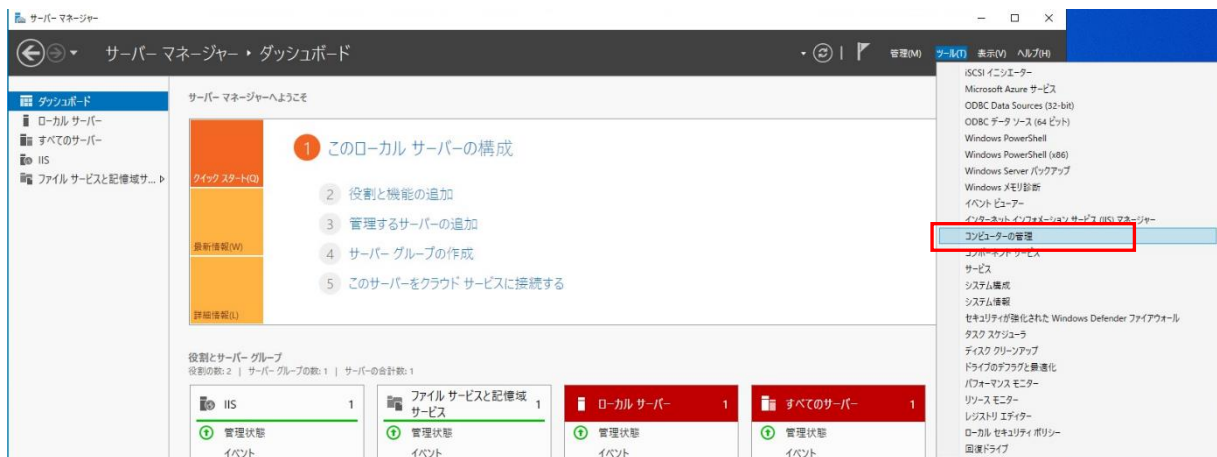 サーバー マネージャー
サーバー マネージャー ・ ダッシュボード
管理(M) ツール(T) 表示(V) ヘルプ(H)
ダッシュボード
ローカル サーバー
すべてのサーバー
IIS
ファイル サービスと記憶域サ...
サーバー マネージャーへようこそ
クイック スタート(Q)
最新情報(W)
詳細情報(L)
1 このローカル サーバーの構成
2 役割と機能の追加
3 管理するサーバーの追加
4 サーバー グループの作成
5 このサーバーをクラウド サービスに接続する
役割とサーバー グループ
役割の数: 2 | サーバー グループの数: 1 | サーバーの合計数: 1
IIS 1
管理状態
イベント
ファイル サービスと記憶域 1
サービス
管理状態
イベント
ローカル サーバー 1
管理状態
イベント
すべてのサーバー 1
管理状態
イベント
iSCSI イニシエーター
Microsoft Azure サービス
ODBC Data Sources (32-bit)
ODBC データ ソース (64 ビット)
Windows PowerShell
Windows PowerShell (x86)
Windows Server バックアップ
Windows メモリ診断
イベント ビューアー
インターネット インフォメーション サービス (IIS) マネージャー
コンピューターの管理
コンポーネント サービス
サービス
システム構成
システム情報
セキュリティが強化された Windows Defender ファイアウォール
タスク スケジューラ
ディスク クリーンアップ
ドライブのデフラグと最適化
パフォーマンス モニター
リソース モニター
レジストリ エディター
ローカル セキュリティ ポリシー
回復ドライブ